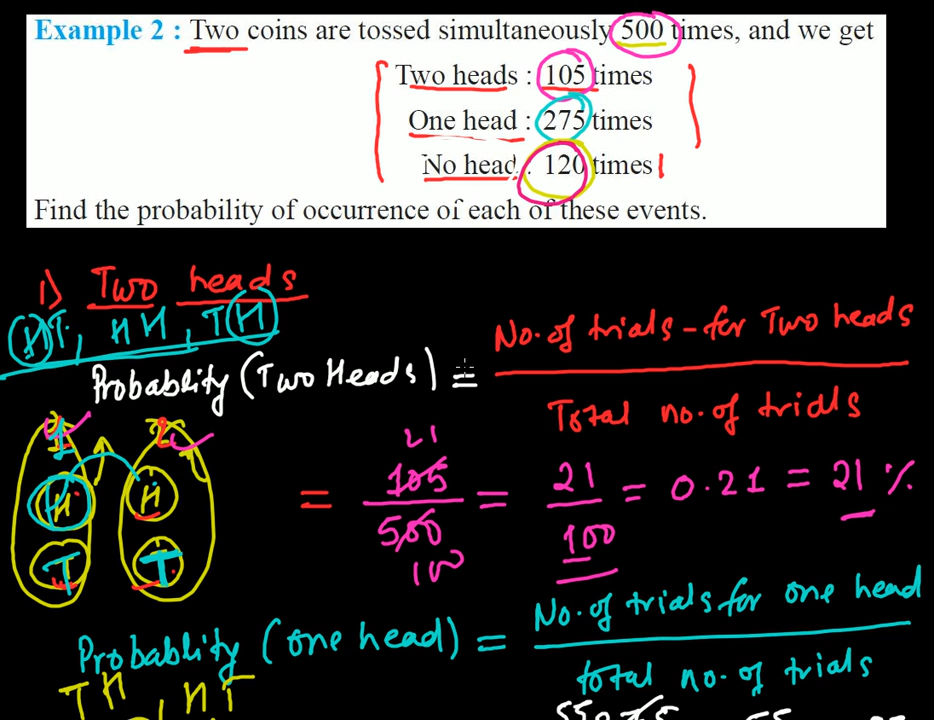 Example 2 : Two coins are tossed simultaneously 500 times, and we get
Two heads : 105 times
One head : 275 times
No head : 120 times
Find the probability of occurrence of each of these events.
1) Two heads
HT, HH, TH
Probablity (Two Heads) = No. of trials for Two heads
Total no. of trials
1 2
H H
T T
21
= 105 = 21 = 0.21 = 21 %
500 100
100
Probablity (one head) = No. of trials for one head
total no. of trials
TH, HT